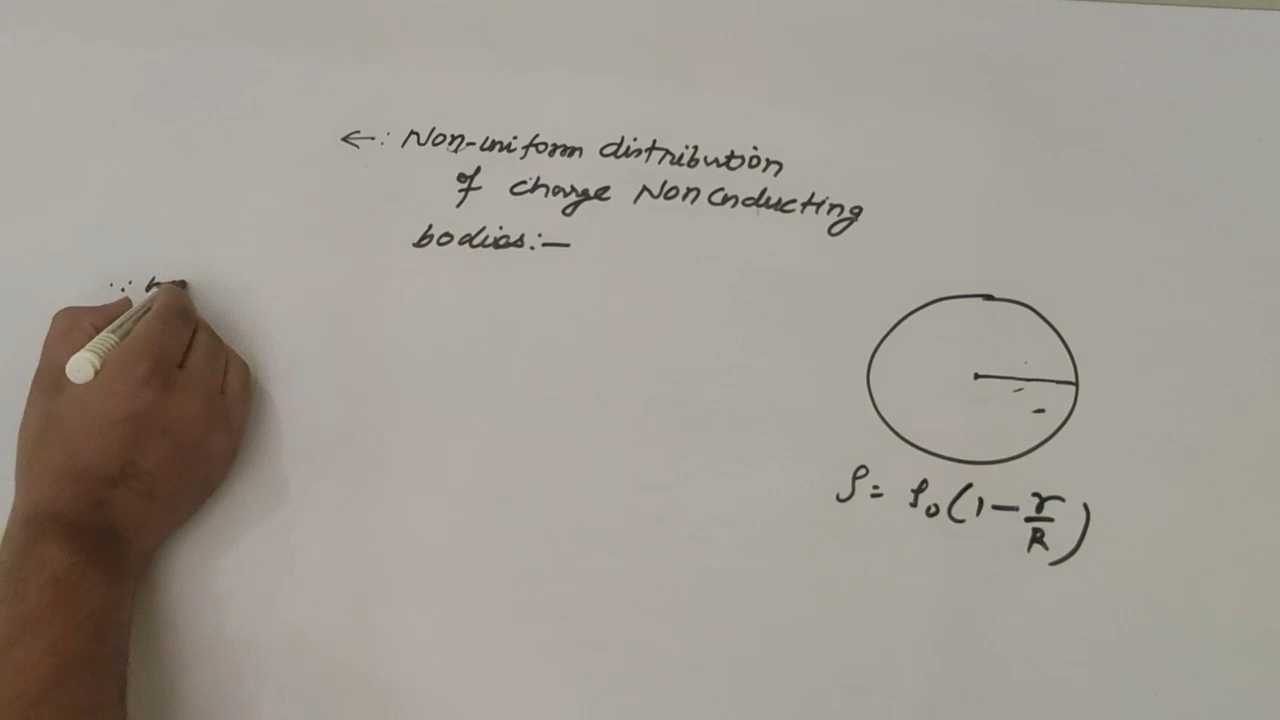 ←: Non-uniform distribution
of charge Nonconducting
bodies:—
ρ = ρ₀(1 - r/R)